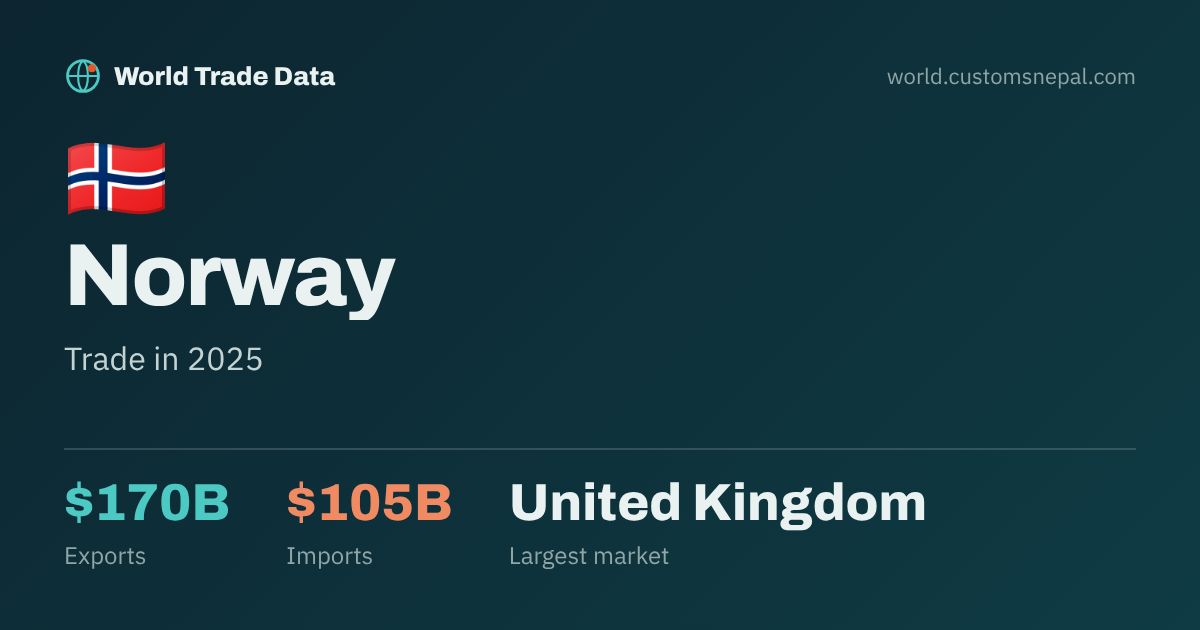 World Trade Data
world.customsnepal.com
Norway
Trade in 2025
$170B
$105B
United Kingdom
Exports
Imports
Largest market